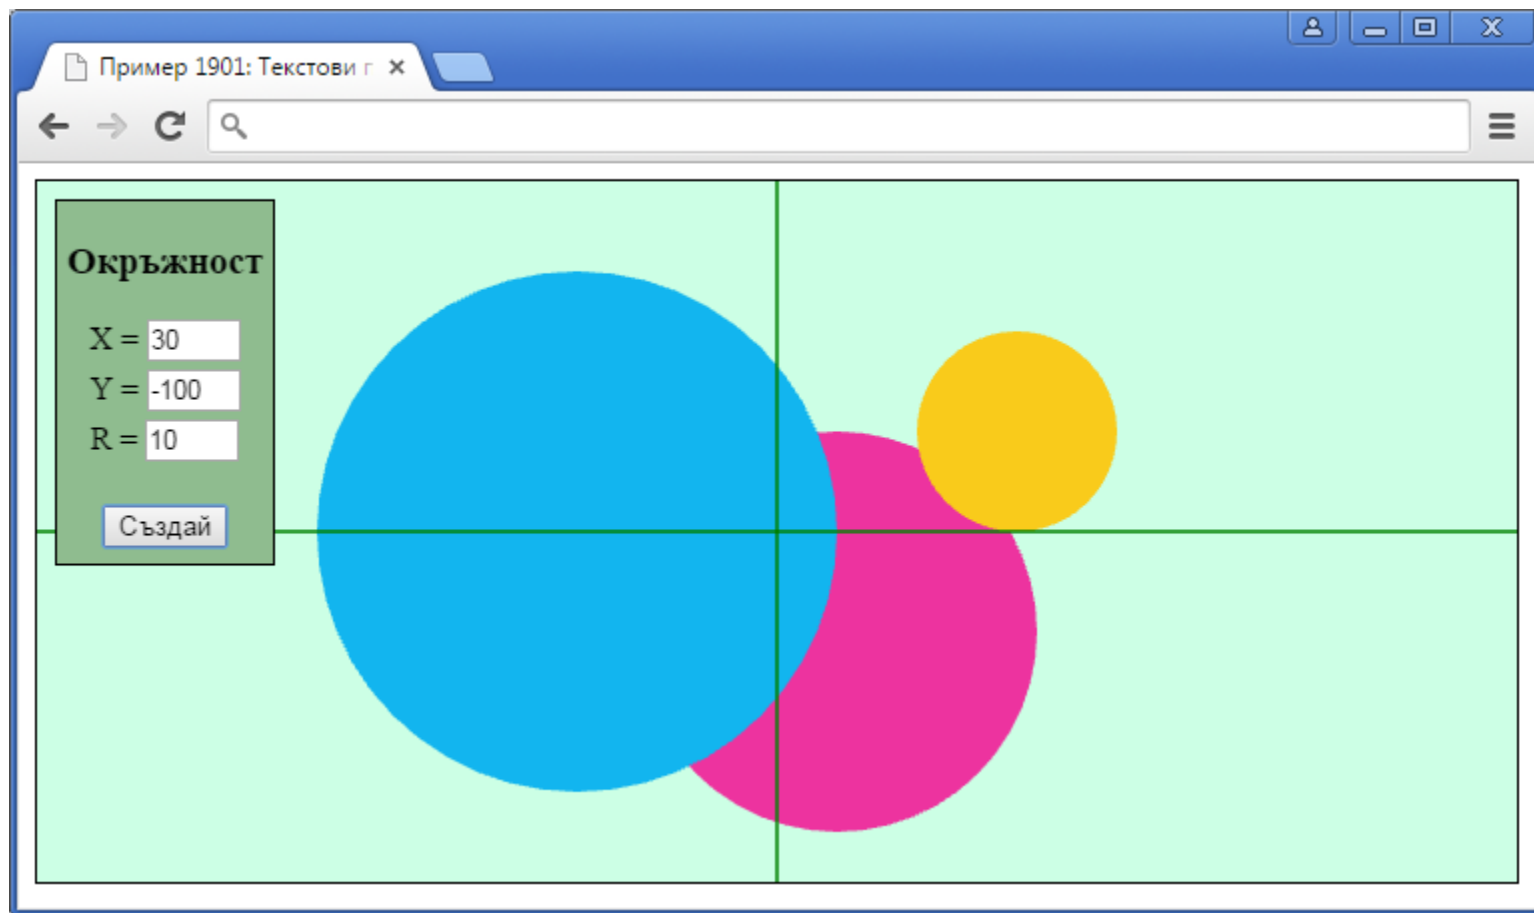 Пример 1901: Текстови г
Окръжност
X = 30
Y = -100
R = 10
Създай